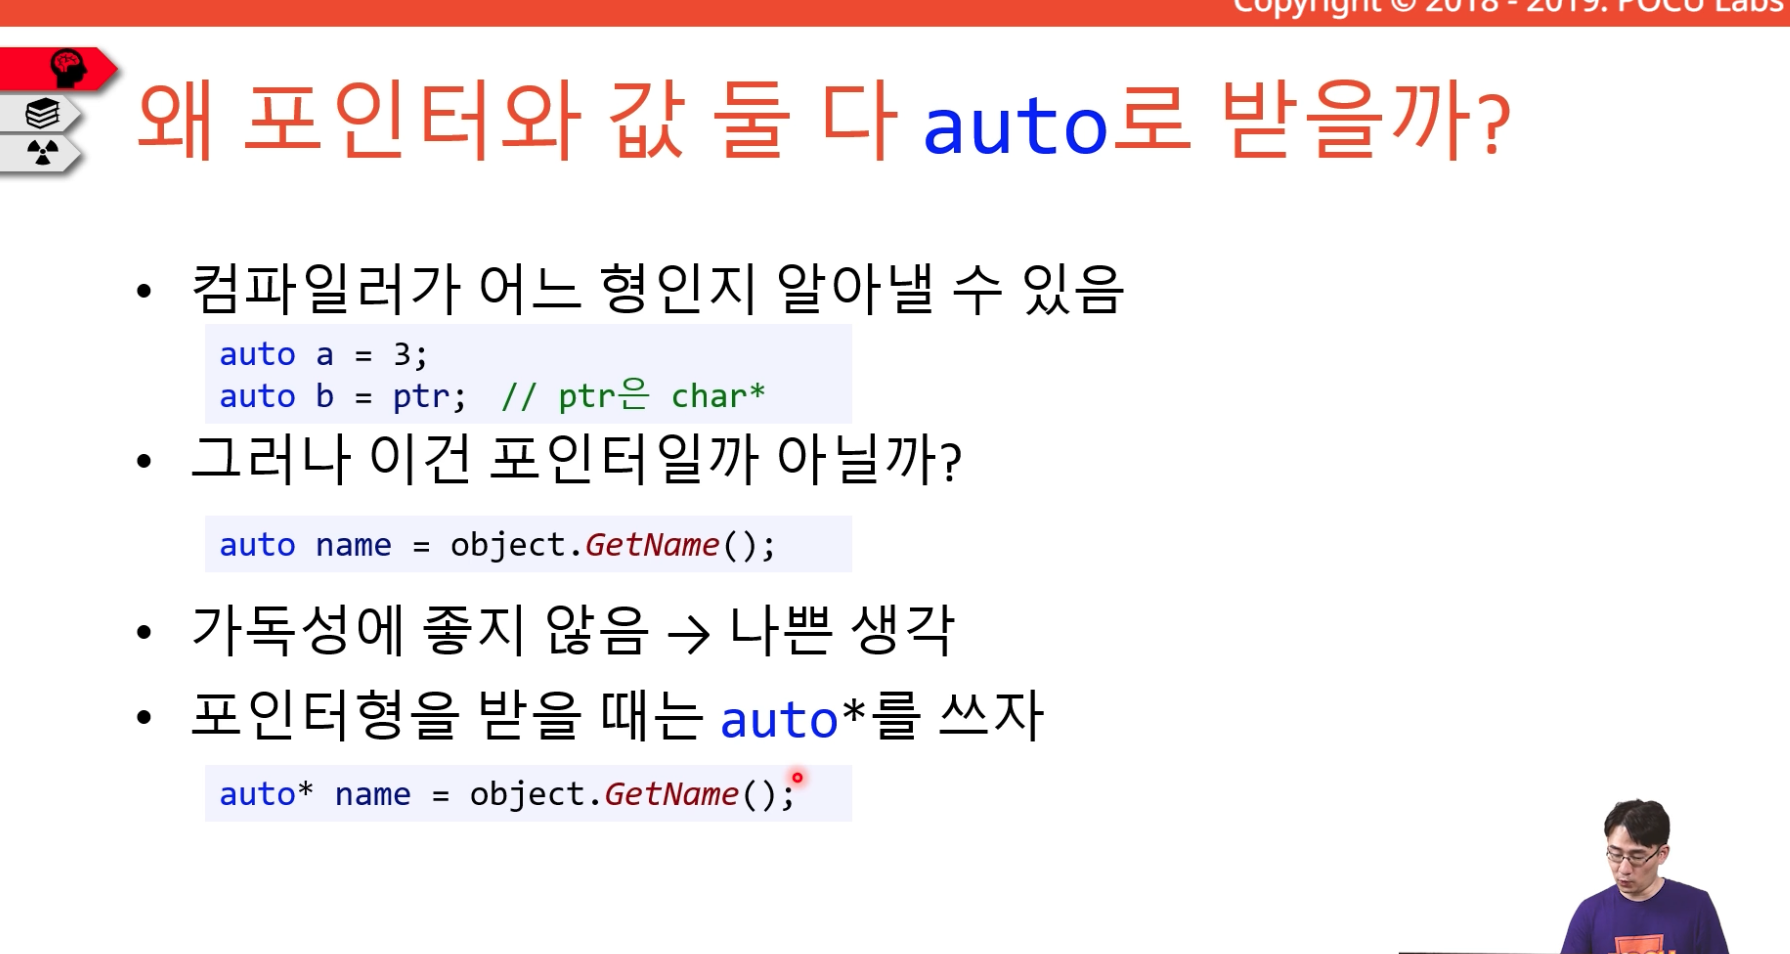 Copyright © 2018 - 2019. POCU Labs
왜 포인터와 값 둘 다 auto로 받을까?
• 컴파일러가 어느 형인지 알아낼 수 있음
auto a = 3;
auto b = ptr; // ptr은 char*
• 그러나 이건 포인터일까 아닐까?
auto name = object.GetName();
• 가독성에 좋지 않음 → 나쁜 생각
• 포인터형을 받을 때는 auto*를 쓰자
auto* name = object.GetName();